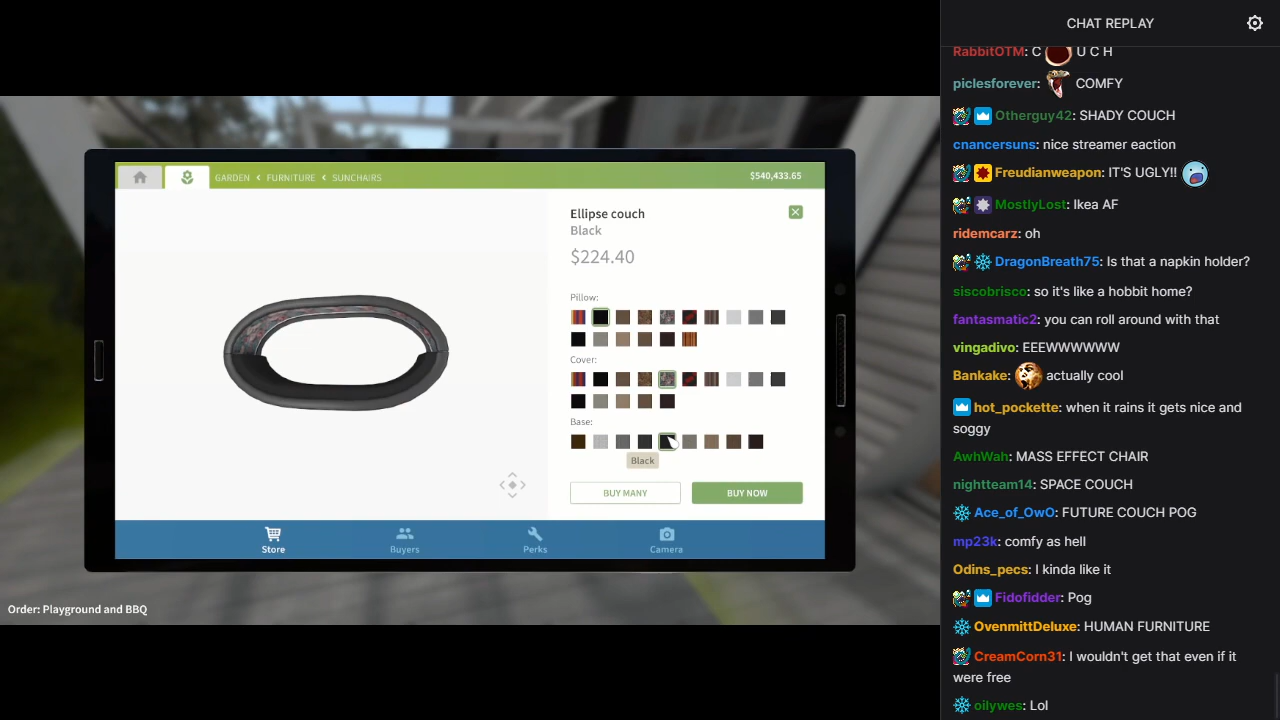 GARDEN < FURNITURE < SUNCHAIRS
$540,433.65
Ellipse couch
Black
$224.40
Pillow:
Cover:
Base:
Black
BUY MANY
BUY NOW
Store
Buyers
Perks
Camera
Order: Playground and BBQ
CHAT REPLAY
RabbitOTM: C U C H
piclesforever: COMFY
Otherguy42: SHADY COUCH
cnancersuns: nice streamer eaction
Freudianweapon: IT'S UGLY!!
MostlyLost: Ikea AF
ridemcarz: oh
DragonBreath75: Is that a napkin holder?
siscobrisco: so it's like a hobbit home?
fantasmatic2: you can roll around with that
vingadivo: EEEWWWWWW
Bankake: actually cool
hot_pockette: when it rains it gets nice and
soggy
AwhWah: MASS EFFECT CHAIR
nightteam14: SPACE COUCH
Ace_of_OwO: FUTURE COUCH POG
mp23k: comfy as hell
Odins_pecs: I kinda like it
Fidofidder: Pog
OvenmittDeluxe: HUMAN FURNITURE
CreamCorn31: I wouldn't get that even if it
were free
oilywes: Lol